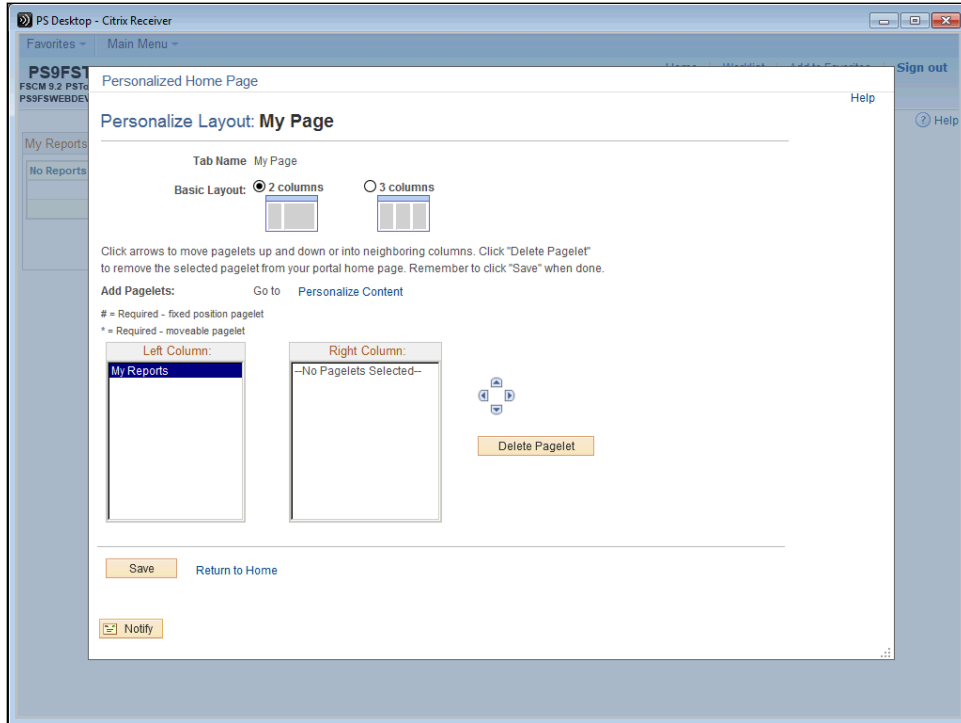 PS Desktop - Citrix Receiver
Favorites Main Menu
PS9FST
FSCM 9.2 PSTo
PS9FSWEBDEV
Home Worklist Add to Favorites Sign out
Personalized Home Page
Help
Help
Personalize Layout: My Page
My Reports
No Reports
Tab Name My Page
Basic Layout: 2 columns 3 columns
Click arrows to move pagelets up and down or into neighboring columns. Click "Delete Pagelet"
to remove the selected pagelet from your portal home page. Remember to click "Save" when done.
Add Pagelets: Go to Personalize Content
# = Required - fixed position pagelet
* = Required - moveable pagelet
Left Column: Right Column:
My Reports --No Pagelets Selected--
Delete Pagelet
Save Return to Home
Notify